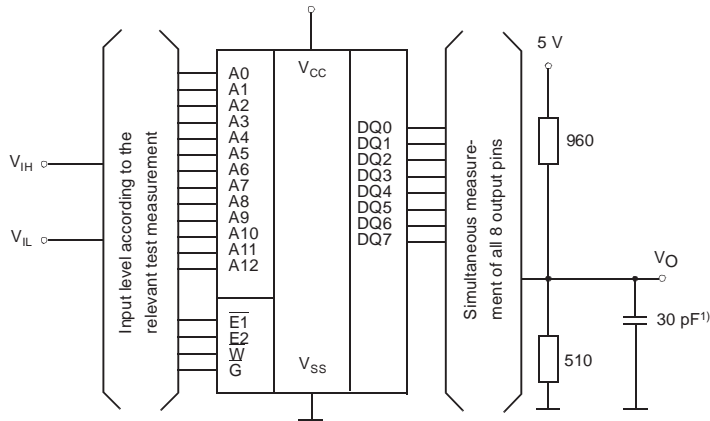 V_IH
V_IL
Input level according to the
relevant test measurement
A0
A1
A2
A3
A4
A5
A6
A7
A8
A9
A10
A11
A12
E1
E2
W
G
V_CC
V_SS
DQ0
DQ1
DQ2
DQ3
DQ4
DQ5
DQ6
DQ7
Simultaneous measure-
ment of all 8 output pins
5 V
960
V_O
30 pF¹⁾
510